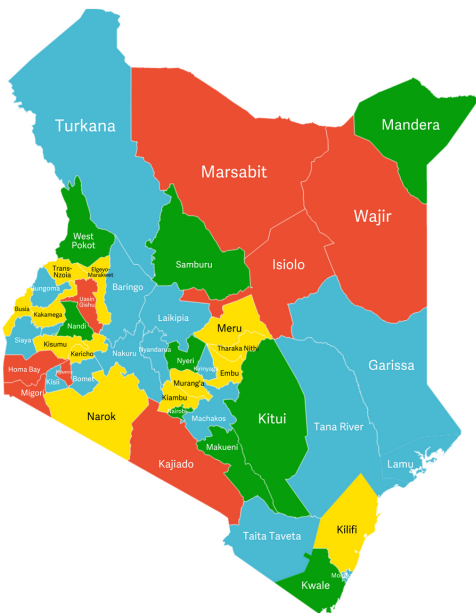 Mandera
Turkana
Marsabit
Wajir
West
Pokot
Samburu
Isiolo
Trans-
Nzoia
Elgeyo-
Marakwet
Baringo
Bungoma
Uasin
Gishu
Busia
Kakamega
Laikipia
Nandi
Meru
Siaya
Kisumu
Tharaka Nithi
Kericho
Nakuru
Nyandarua
Nyeri
Garissa
Homa Bay
Kirinyaga
Embu
Kisii
Bomet
Murang'a
Migori
Kiambu
Nairobi
Narok
Machakos
Kitui
Tana River
Makueni
Kajiado
Lamu
Kilifi
Taita Taveta
Kwale